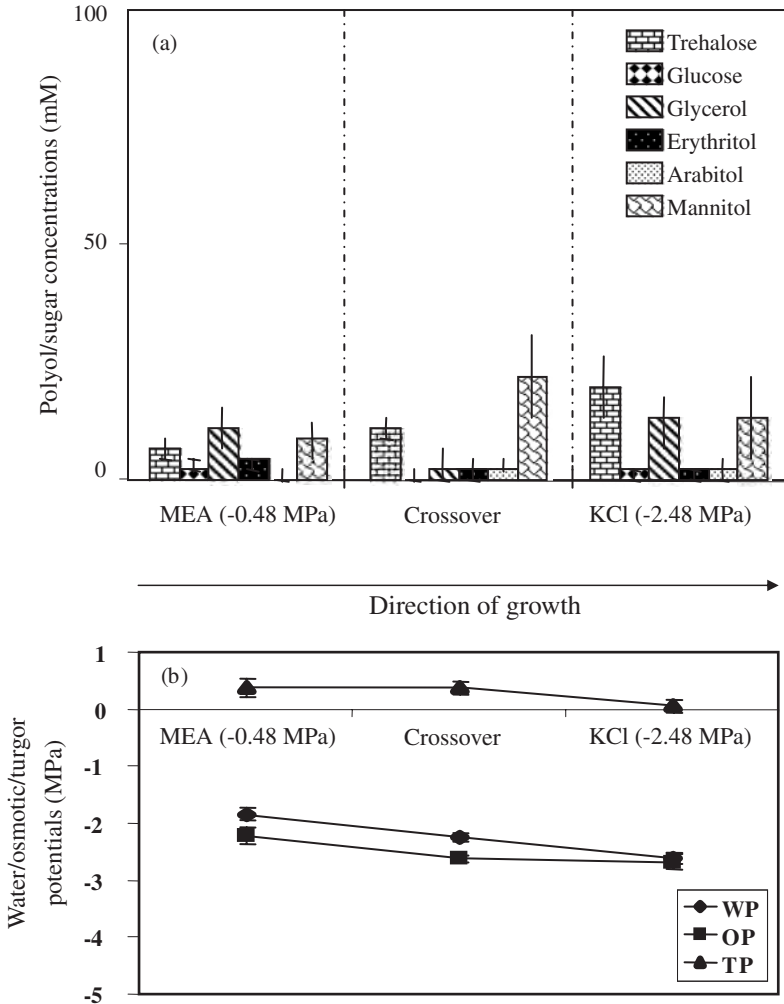 100
(a)
Trehalose
Glucose
Glycerol
Erythritol
Arabitol
Mannitol
50
0
Polyol/sugar concentrations (mM)
MEA (-0.48 MPa)
Crossover
KCl (-2.48 MPa)
Direction of growth
1
(b)
0
MEA (-0.48 MPa)
Crossover
KCl (-2.48 MPa)
-1
-2
-3
-4
-5
Water/osmotic/turgor
potentials (MPa)
WP
OP
TP